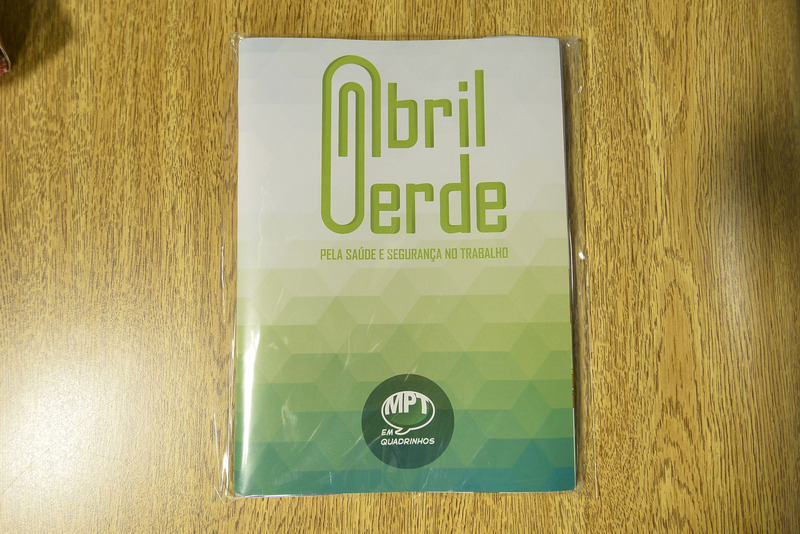 Abril
Verde
PELA SAÚDE E SEGURANÇA NO TRABALHO
MPT
EM
QUADRINHOS